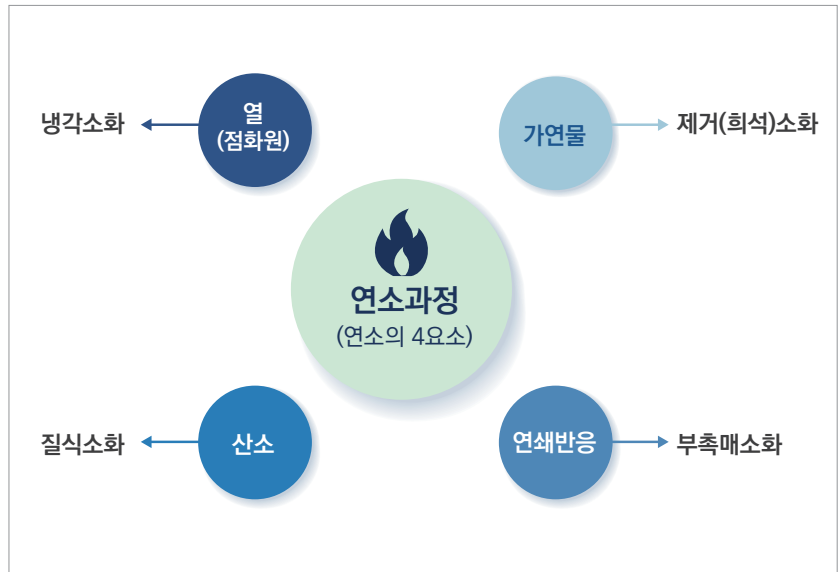 냉각소화
열
(점화원)
가연물
제거(희석)소화
연소과정
(연소의 4요소)
질식소화
산소
연쇄반응
부촉매소화